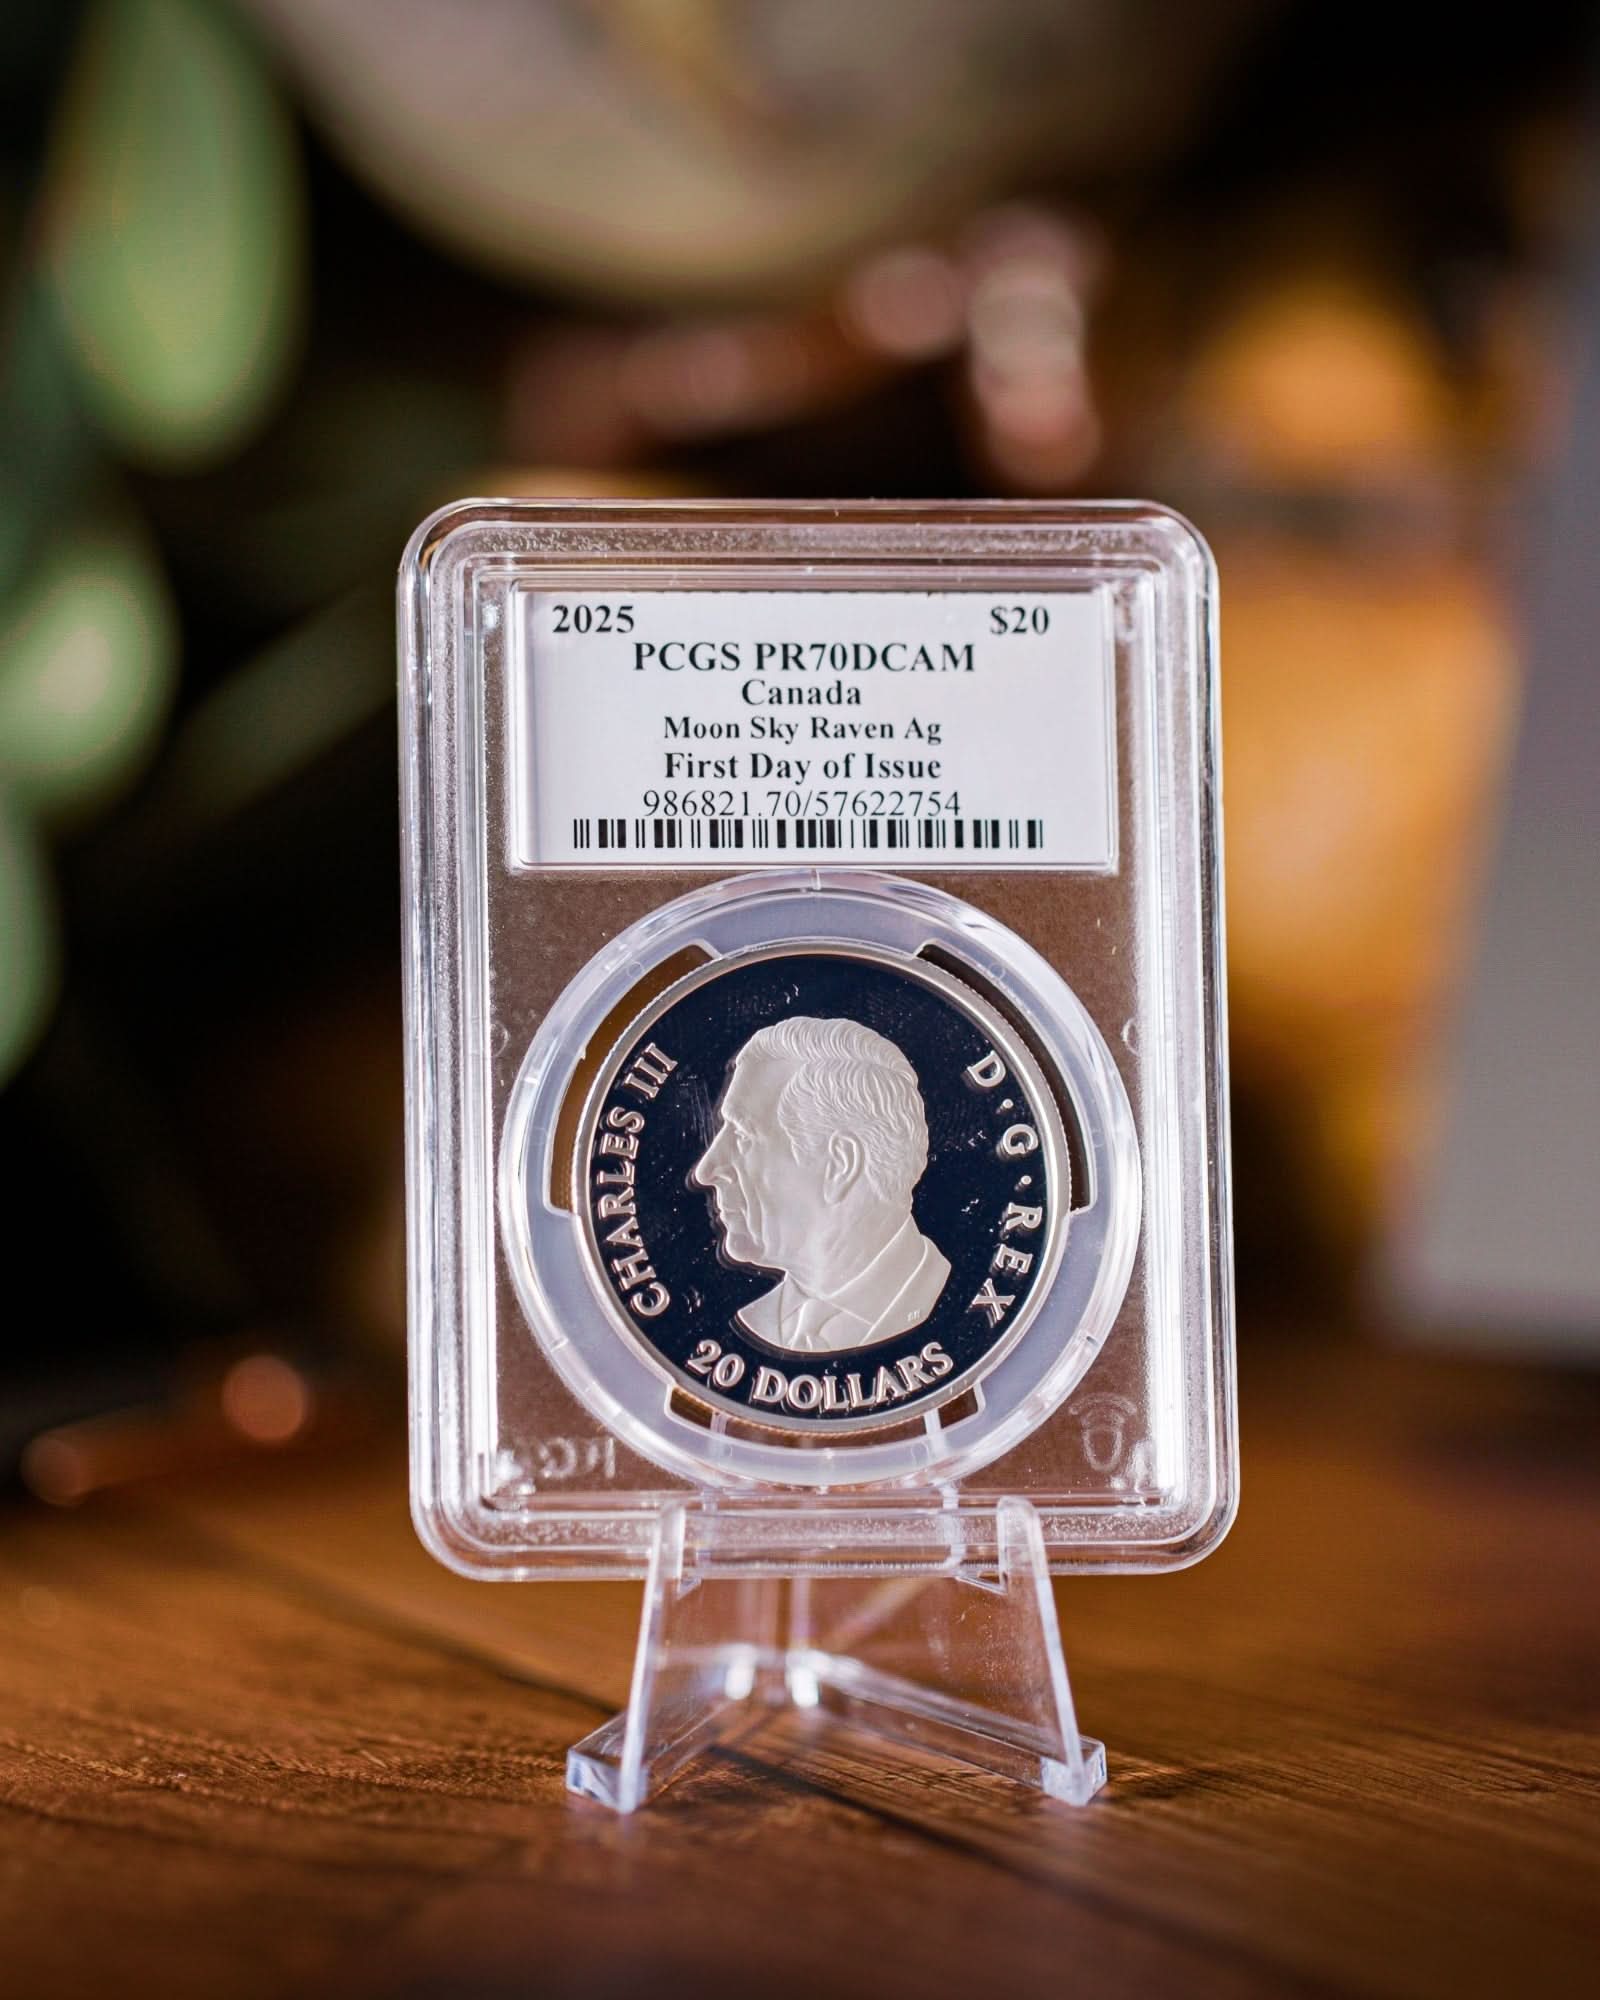 2025 $20
PCGS PR70DCAM
Canada
Moon Sky Raven Ag
First Day of Issue
986821.70/57622754
CHARLES III
D·G·REX
20 DOLLARS